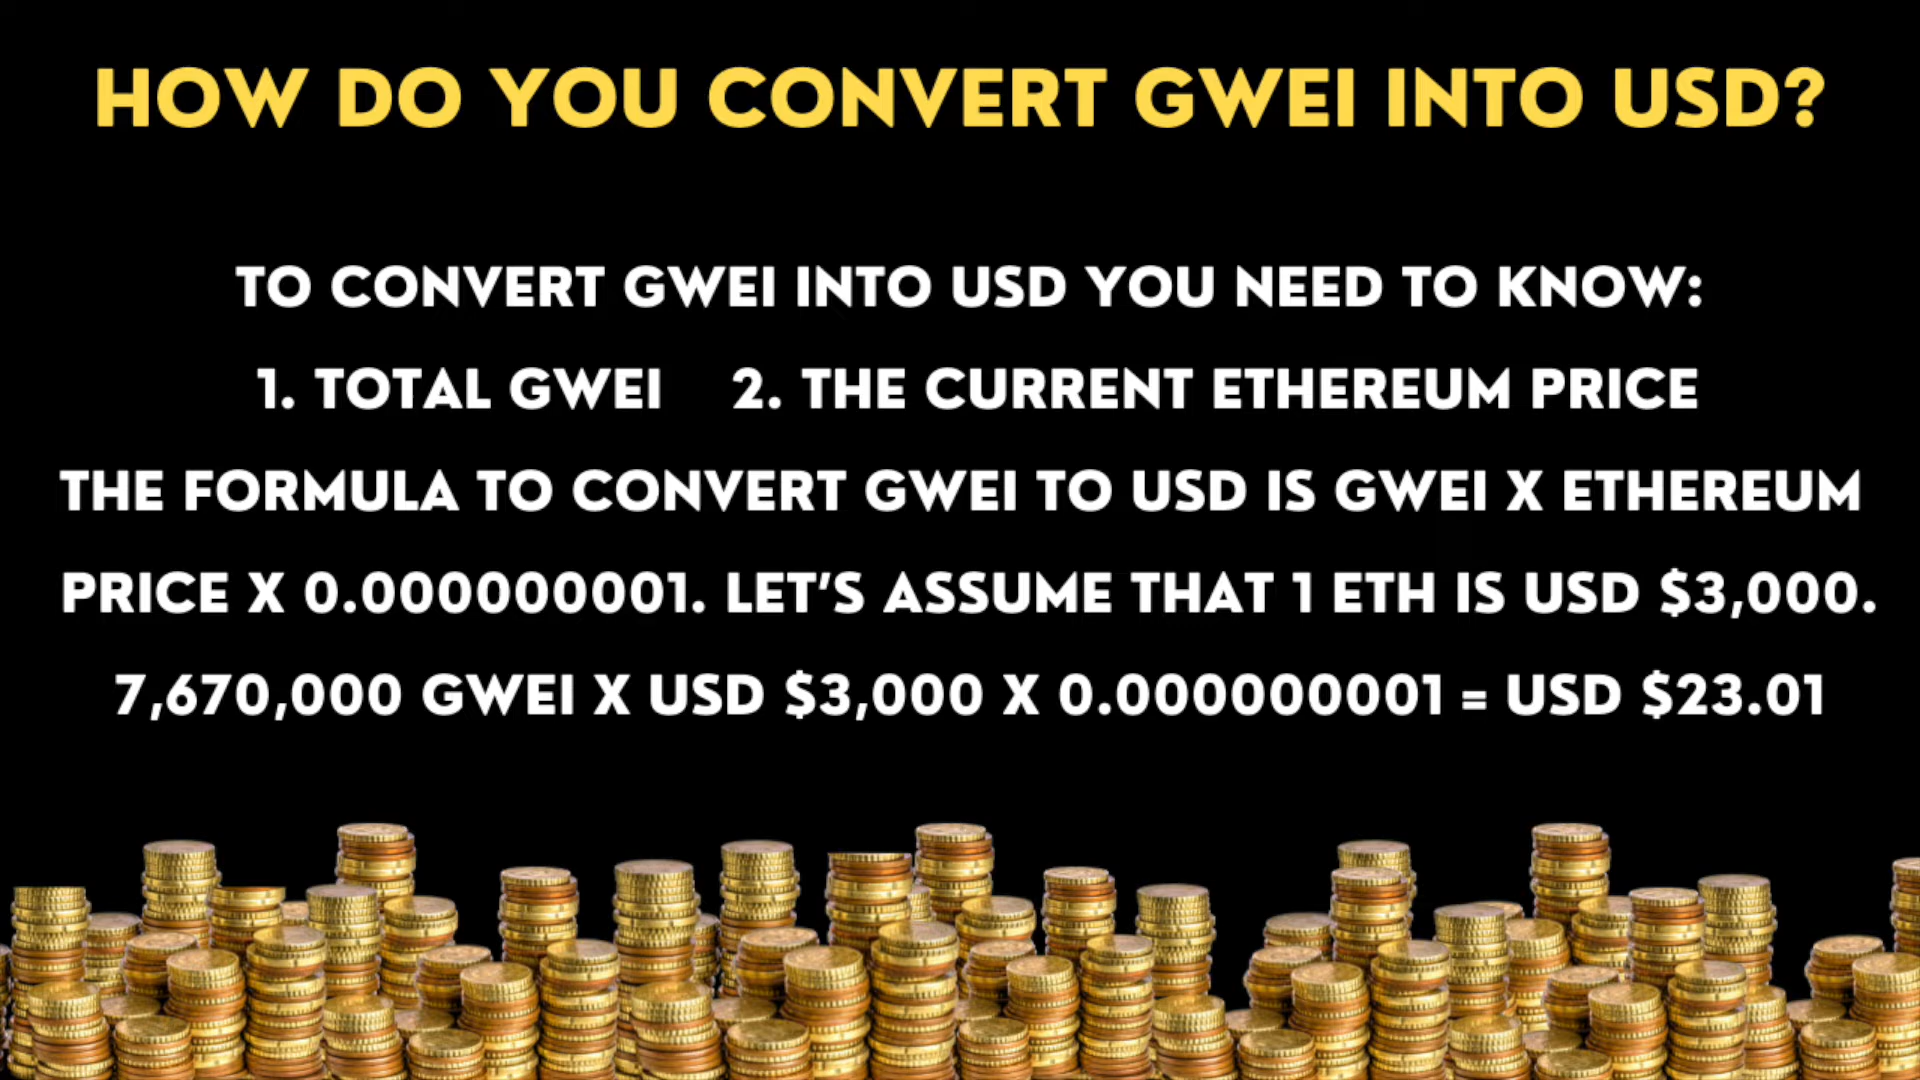 HOW DO YOU CONVERT GWEI INTO USD?
TO CONVERT GWEI INTO USD YOU NEED TO KNOW:
1. TOTAL GWEI 2. THE CURRENT ETHEREUM PRICE
THE FORMULA TO CONVERT GWEI TO USD IS GWEI X ETHEREUM
PRICE X 0.000000001. LET'S ASSUME THAT 1 ETH IS USD $3,000.
7,670,000 GWEI X USD $3,000 X 0.000000001 = USD $23.01